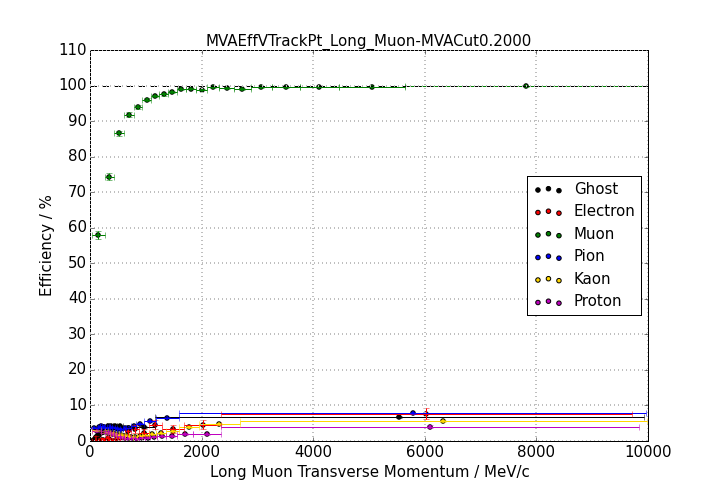 MVAEffVTrackPt_Long_Muon-MVACut0.2000
110
100
90
80
70
60
50
40
30
20
10
0
Efficiency / %
Ghost
Electron
Muon
Pion
Kaon
Proton
0 2000 4000 6000 8000 10000
Long Muon Transverse Momentum / MeV/c